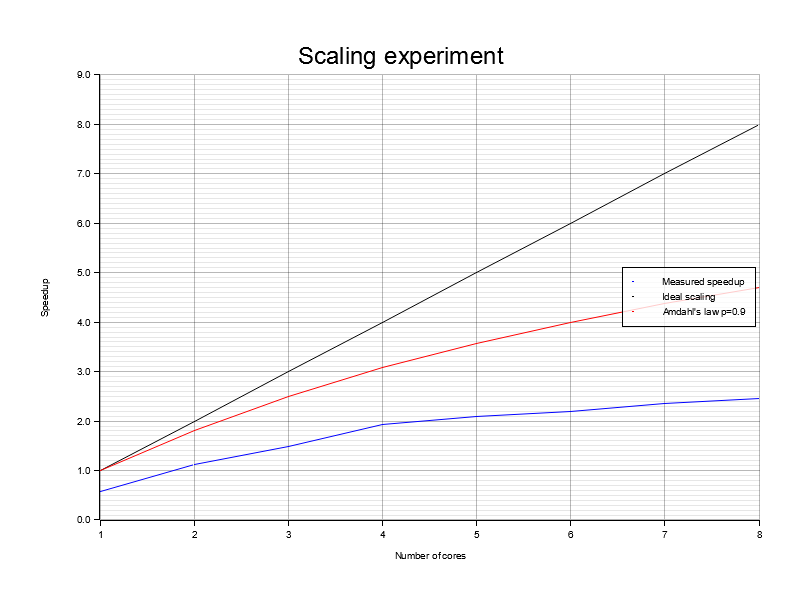 Scaling experiment
9.0
8.0
7.0
6.0
5.0
4.0
3.0
2.0
1.0
0.0
Speedup
Measured speedup
Ideal scaling
Amdahl's law p=0.9
1 2 3 4 5 6 7 8
Number of cores